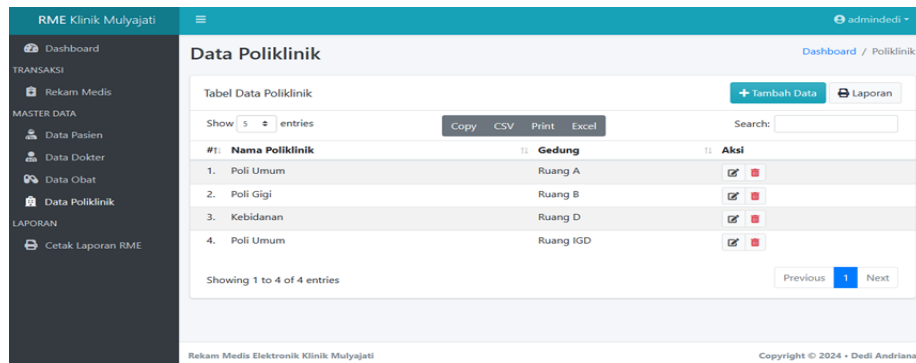 RME Klinik Mulyajati
admindedi
Dashboard
TRANSAKSI
Rekam Medis
MASTER DATA
Data Pasien
Data Dokter
Data Obat
Data Poliklinik
LAPORAN
Cetak Laporan RME
Data Poliklinik
Dashboard / Poliklinik
Tabel Data Poliklinik
Tambah Data
Laporan
Show 5 entries
Copy CSV Print Excel
Search:
# Nama Poliklinik Gedung Aksi
1. Poli Umum Ruang A
2. Poli Gigi Ruang B
3. Kebidanan Ruang D
4. Poli Umum Ruang IGD
Showing 1 to 4 of 4 entries
Previous 1 Next
Rekam Medis Elektronik Klinik Mulyajati
Copyright © 2024 • Dedi Andriana